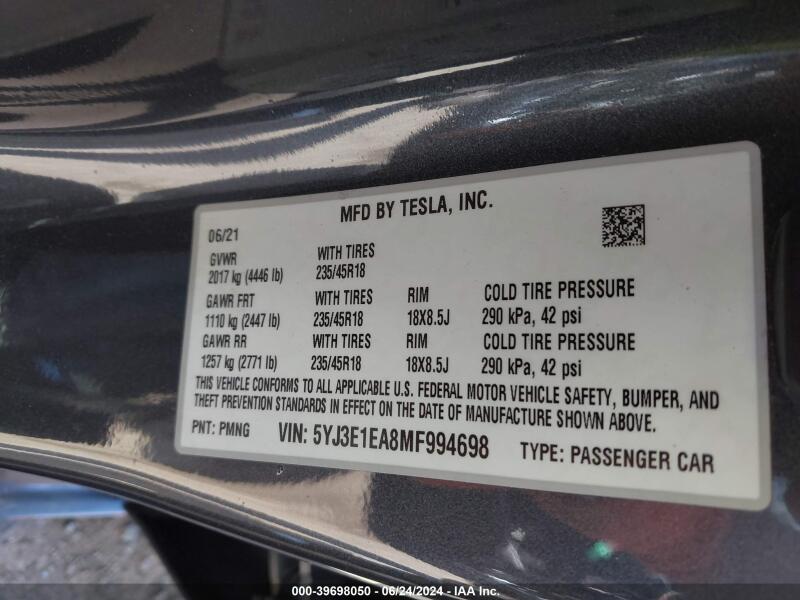 MFD BY TESLA, INC.
06/21
GVWR WITH TIRES
2017 kg (4446 lb) 235/45R18
GAWR FRT WITH TIRES RIM COLD TIRE PRESSURE
1110 kg (2447 lb) 235/45R18 18X8.5J 290 kPa, 42 psi
GAWR RR WITH TIRES RIM COLD TIRE PRESSURE
1257 kg (2771 lb) 235/45R18 18X8.5J 290 kPa, 42 psi
THIS VEHICLE CONFORMS TO ALL APPLICABLE U.S. FEDERAL MOTOR VEHICLE SAFETY, BUMPER, AND
THEFT PREVENTION STANDARDS IN EFFECT ON THE DATE OF MANUFACTURE SHOWN ABOVE.
PNT: PMNG VIN: 5YJ3E1EA8MF994698 TYPE: PASSENGER CAR
000-39698050 - 06/24/2024 - IAA Inc.